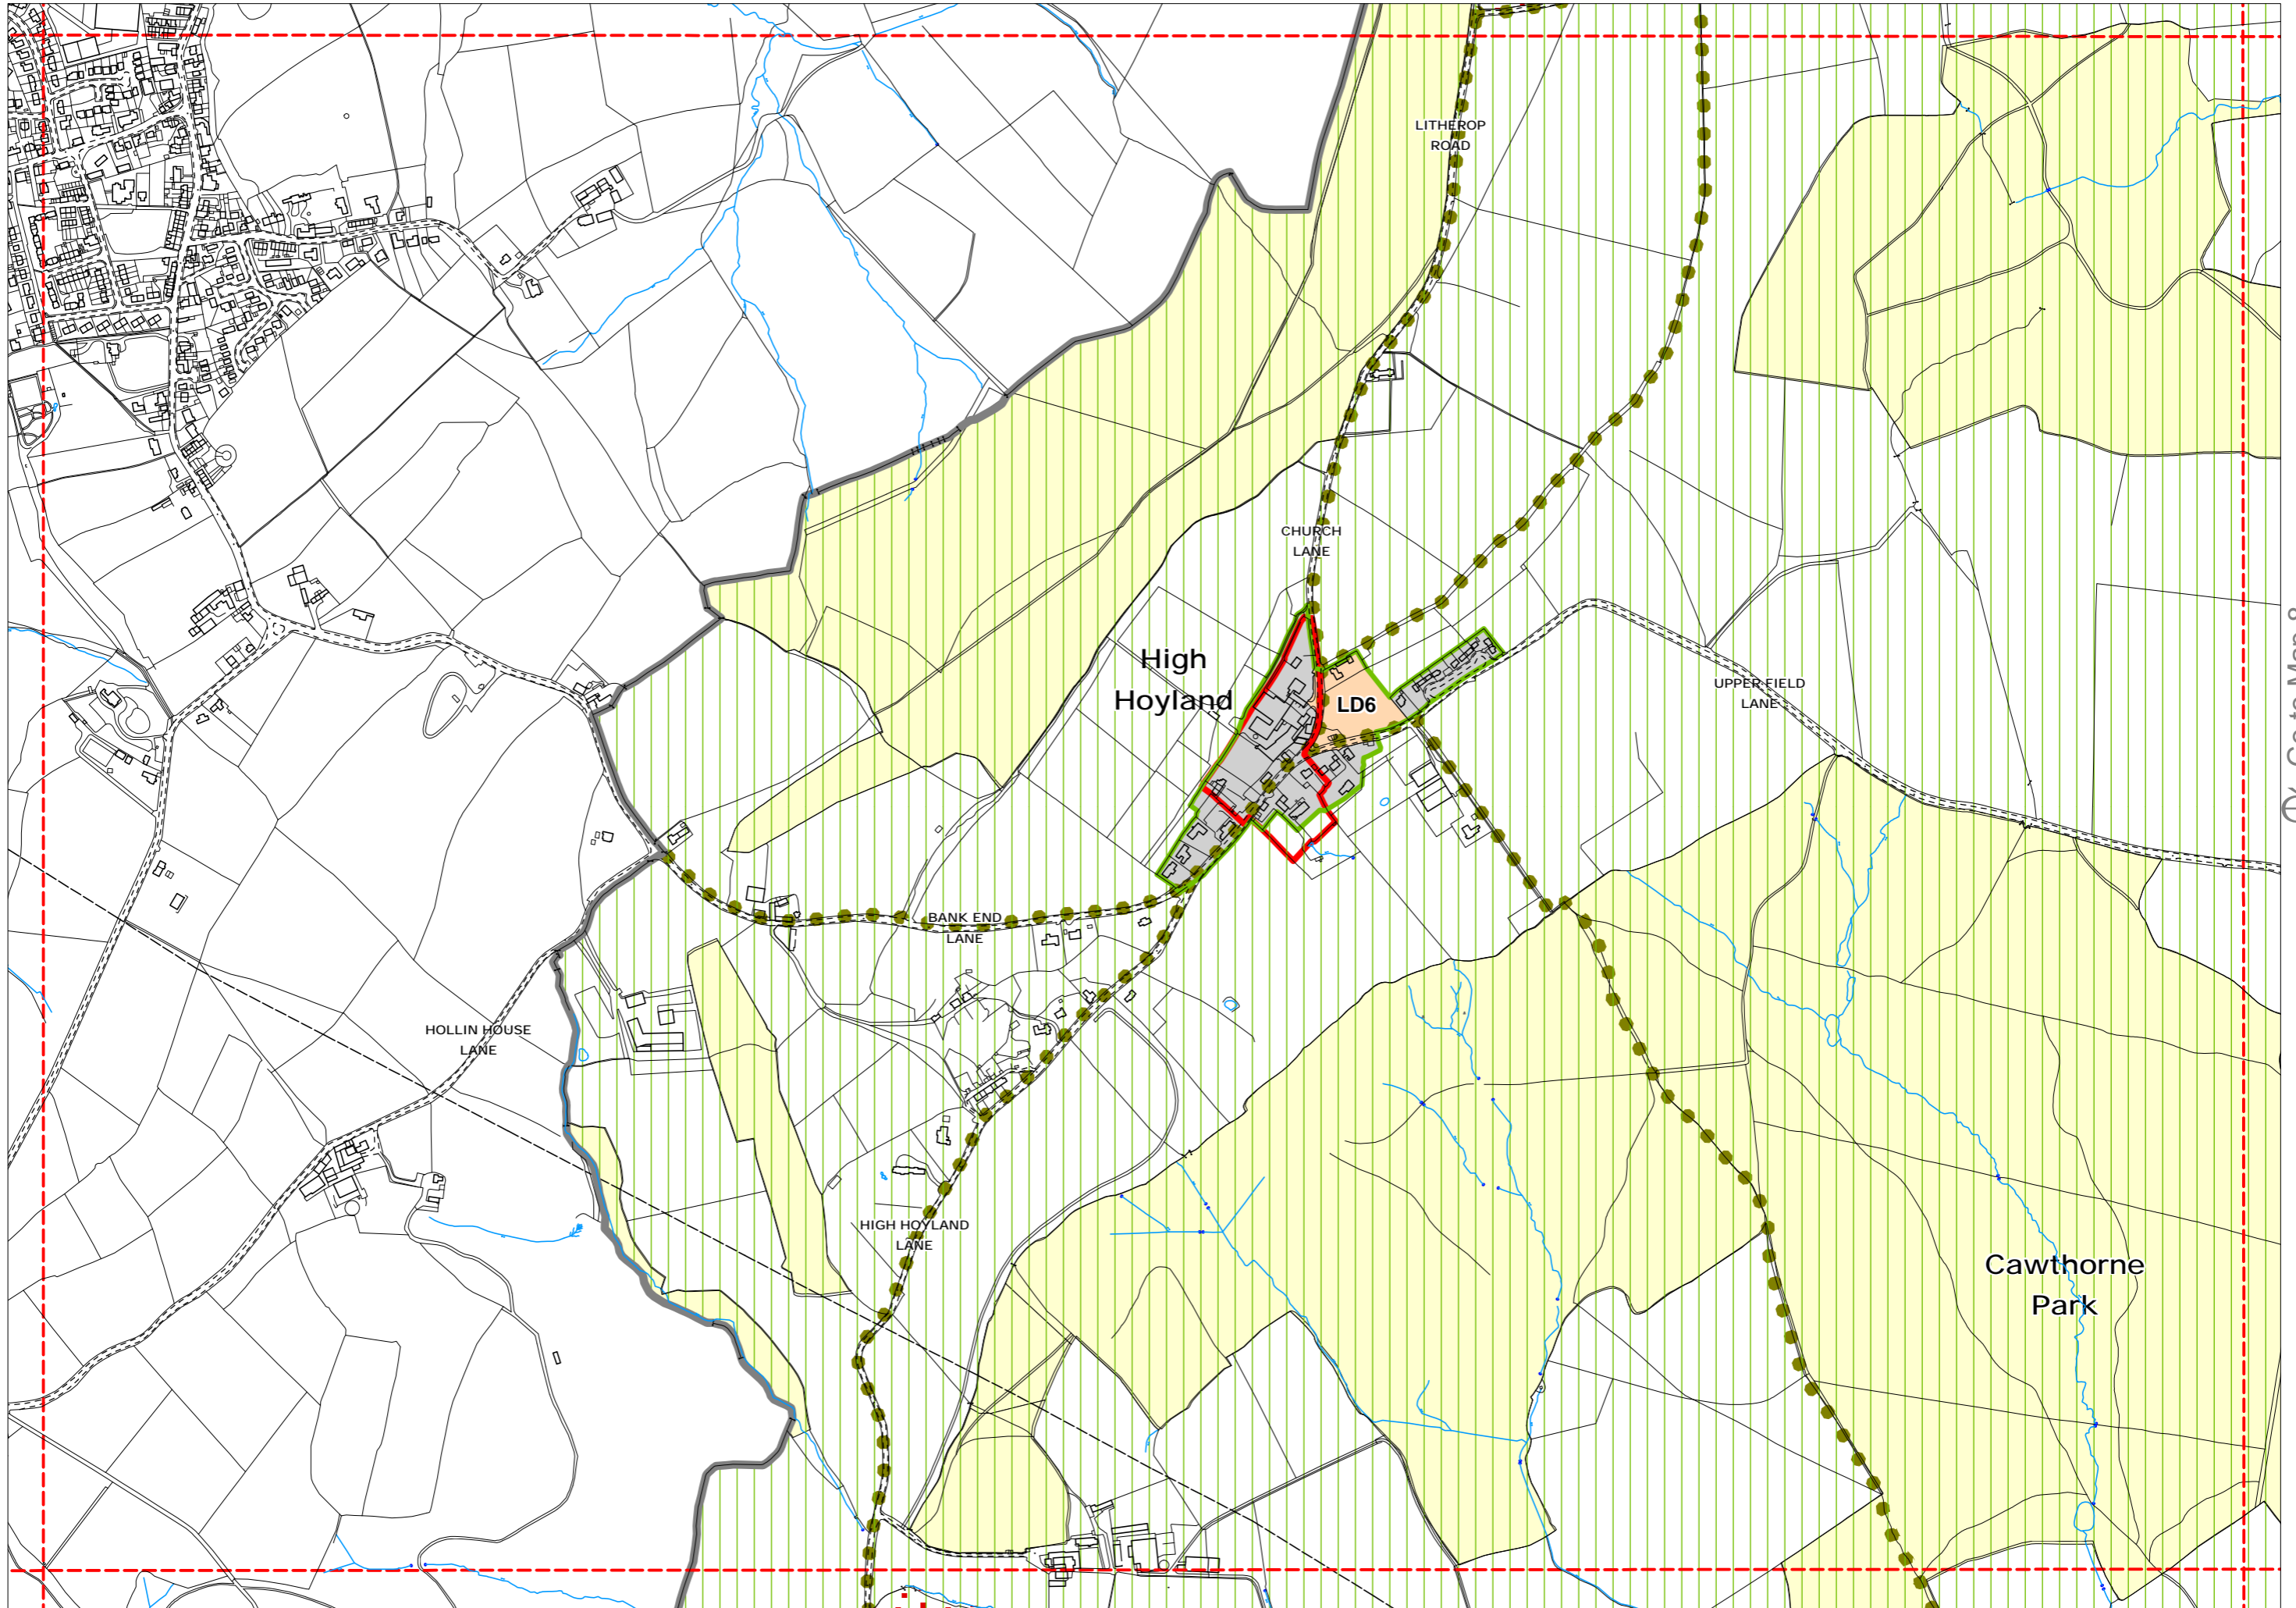 LITHEROP
ROAD
CHURCH
LANE
High
Hoyland
LD6
UPPER FIELD
LANE
BANK END
LANE
HOLLIN HOUSE
LANE
HIGH HOYLAND
LANE
Cawthorne
Park